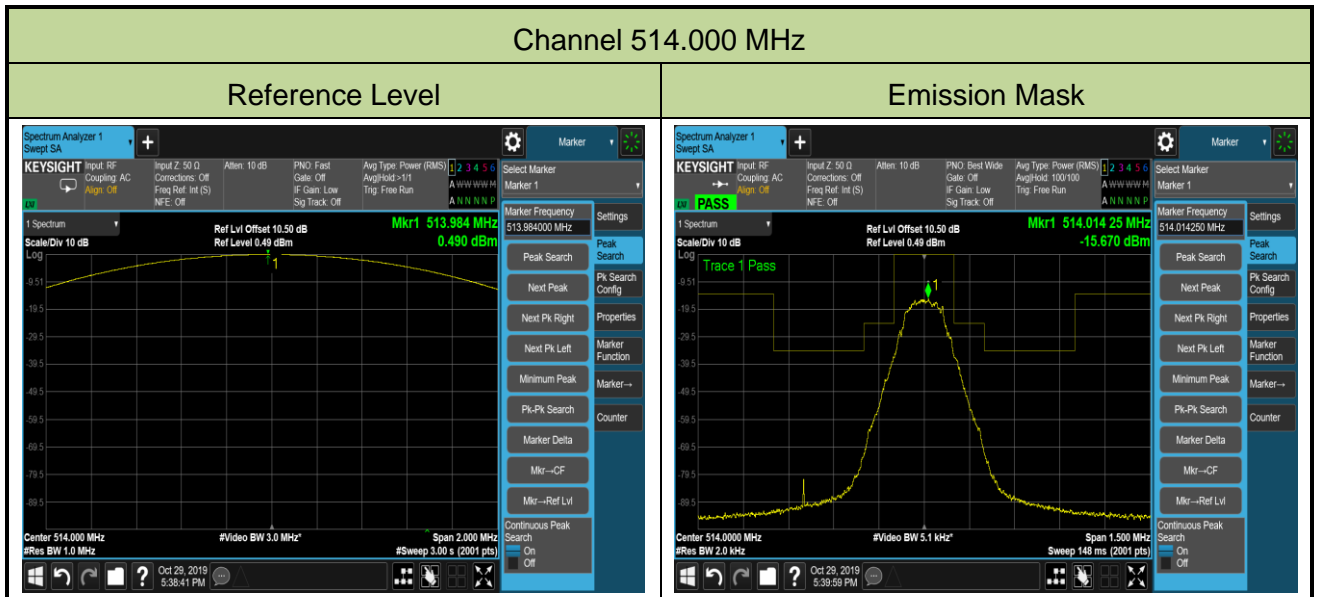 Channel 514.000 MHz
Reference Level
Emission Mask
Spectrum Analyzer 1
Swept SA
+
Marker
KEYSIGHT
Input: RF
Coupling: AC
Align: Off
Input Z: 50 Ω
Corrections: Off
Freq Ref: Int (S)
NFE: Off
Atten: 10 dB
PNO: Fast
Gate: Off
IF Gain: Low
Sig Track: Off
Avg Type: Power (RMS)
Avg|Hold:>1/1
Trig: Free Run
1 2 3 4 5 6
A W W W W M
A N N N N P
Select Marker
Marker 1
LXI
1 Spectrum
Scale/Div 10 dB
Log
Ref Lvl Offset 10.50 dB
Ref Level 0.49 dBm
Mkr1 513.984 MHz
0.490 dBm
1
-9.51
-19.5
-29.5
-39.5
-49.5
-59.5
-69.5
-79.5
-89.5
Center 514.000 MHz
#Res BW 1.0 MHz
#Video BW 3.0 MHz*
Span 2.000 MHz
#Sweep 3.00 s (2001 pts)
Marker Frequency
513.984000 MHz
Peak Search
Next Peak
Next Pk Right
Next Pk Left
Minimum Peak
Pk-Pk Search
Marker Delta
Mkr→CF
Mkr→Ref Lvl
Continuous Peak
Search
On
Off
Settings
Peak
Search
Pk Search
Config
Properties
Marker
Function
Marker→
Counter
?
Oct 29, 2019
5:38:41 PM
Spectrum Analyzer 1
Swept SA
+
Marker
KEYSIGHT
Input: RF
Coupling: AC
Align: Off
Input Z: 50 Ω
Corrections: Off
Freq Ref: Int (S)
NFE: Off
Atten: 10 dB
PNO: Best Wide
Gate: Off
IF Gain: Low
Sig Track: Off
Avg Type: Power (RMS)
Avg|Hold: 100/100
Trig: Free Run
1 2 3 4 5 6
A W W W W M
A N N N N P
Select Marker
Marker 1
LXI
PASS
1 Spectrum
Scale/Div 10 dB
Log
Ref Lvl Offset 10.50 dB
Ref Level 0.49 dBm
Mkr1 514.014 25 MHz
-15.670 dBm
Trace 1 Pass
1
-9.51
-19.5
-29.5
-39.5
-49.5
-59.5
-69.5
-79.5
-89.5
Center 514.0000 MHz
#Res BW 2.0 kHz
#Video BW 5.1 kHz*
Span 1.500 MHz
Sweep 148 ms (2001 pts)
Marker Frequency
514.014250 MHz
Peak Search
Next Peak
Next Pk Right
Next Pk Left
Minimum Peak
Pk-Pk Search
Marker Delta
Mkr→CF
Mkr→Ref Lvl
Continuous Peak
Search
On
Off
Settings
Peak
Search
Pk Search
Config
Properties
Marker
Function
Marker→
Counter
?
Oct 29, 2019
5:39:59 PM